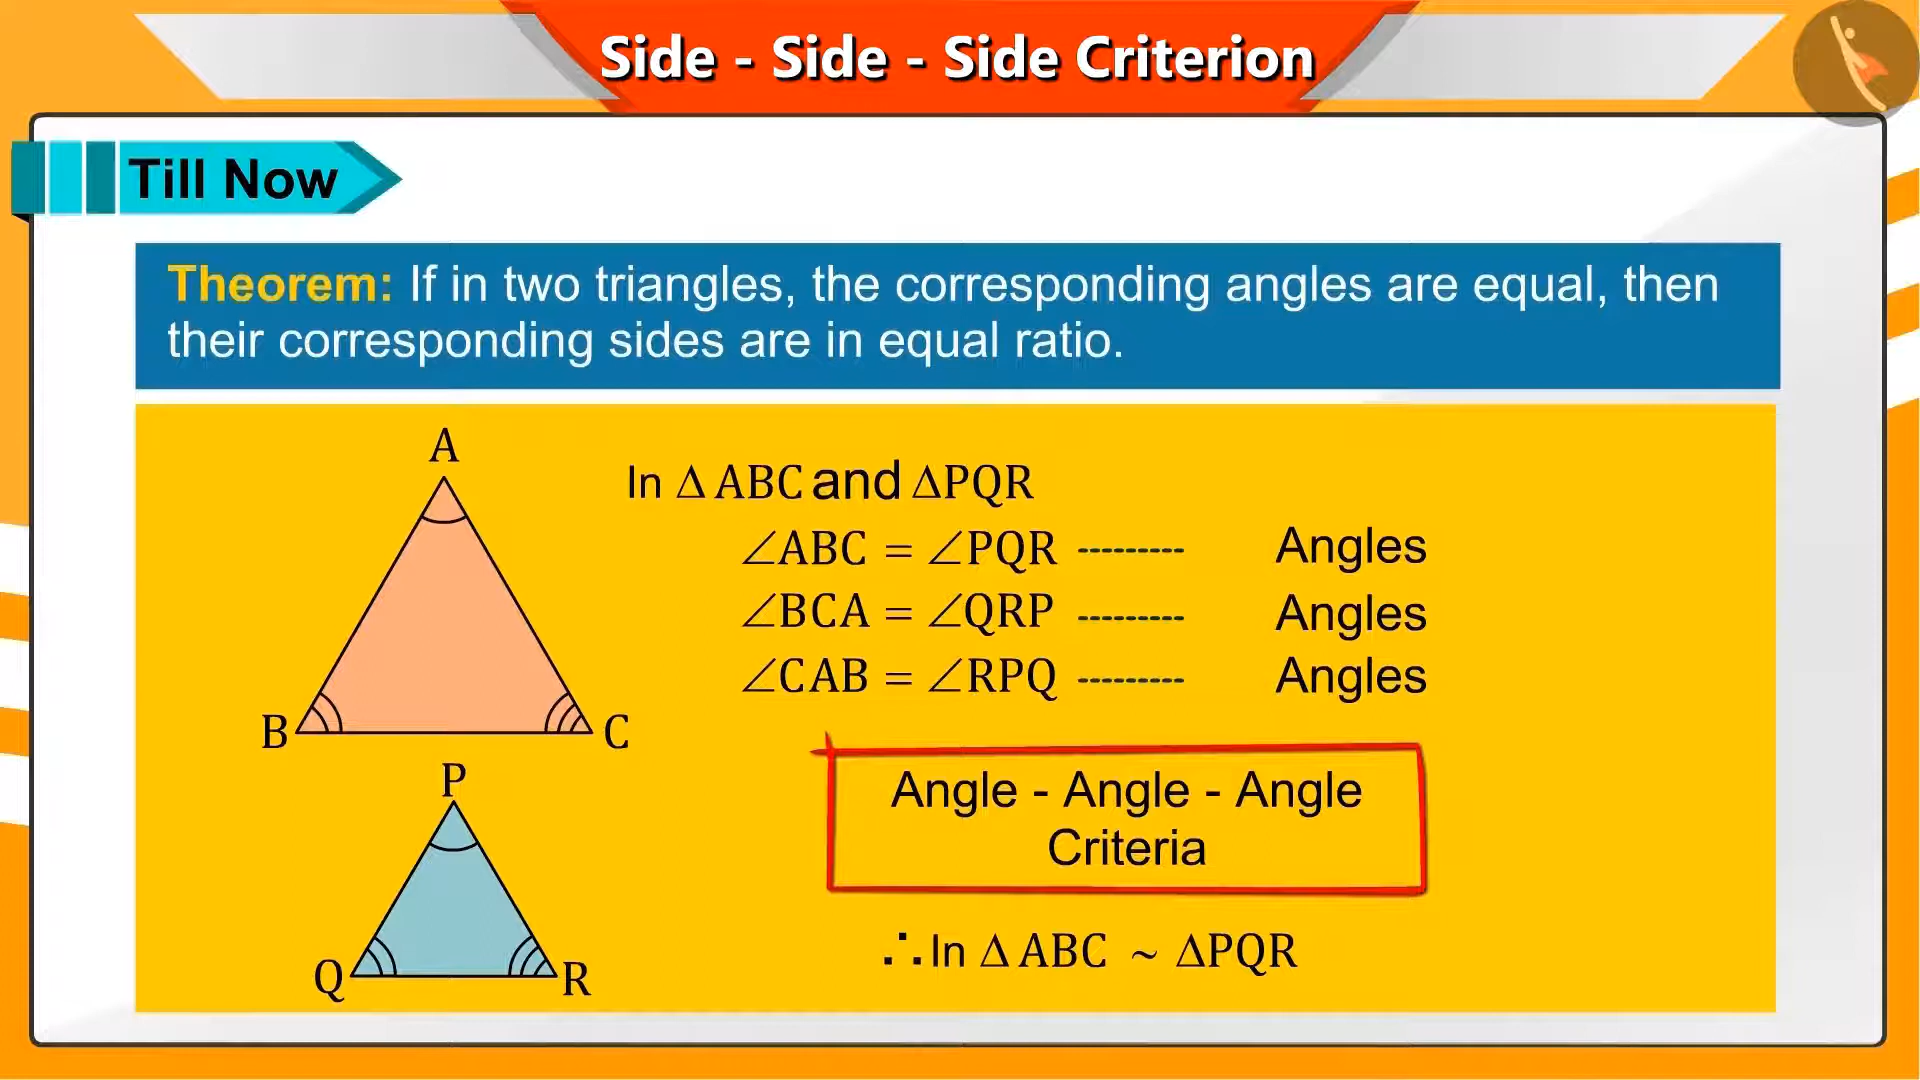 Side - Side - Side Criterion
Till Now
Theorem: If in two triangles, the corresponding angles are equal, then
their corresponding sides are in equal ratio.
A
B
C
P
Q
R
In Δ ABC and ΔPQR
∠ABC = ∠PQR --------- Angles
∠BCA = ∠QRP --------- Angles
∠CAB = ∠RPQ --------- Angles
Angle - Angle - Angle
Criteria
∴ In Δ ABC ~ ΔPQR